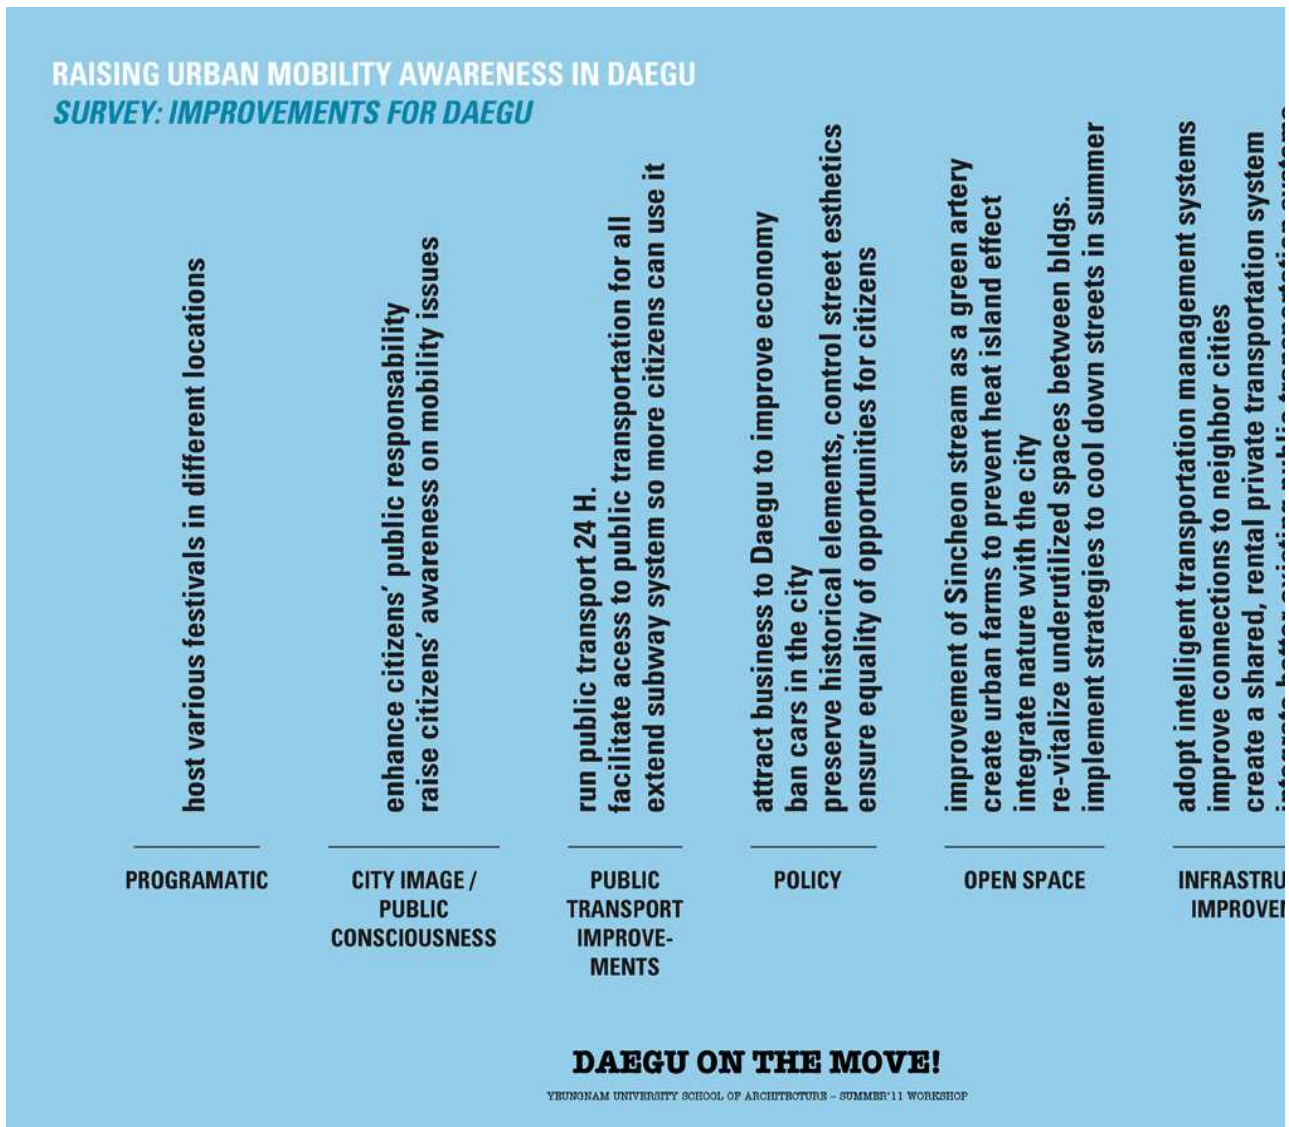 RAISING URBAN MOBILITY AWARENESS IN DAEGU
SURVEY: IMPROVEMENTS FOR DAEGU
host various festivals in different locations
PROGRAMATIC
enhance citizens' public responsability
raise citizens' awareness on mobility issues
CITY IMAGE /
PUBLIC
CONSCIOUSNESS
run public transport 24 H.
facilitate acess to public transportation for all
extend subway system so more citizens can use it
PUBLIC
TRANSPORT
IMPROVE-
MENTS
attract business to Daegu to improve economy
ban cars in the city
preserve historical elements, control street esthetics
ensure equality of opportunities for citizens
POLICY
improvement of Sincheon stream as a green artery
create urban farms to prevent heat island effect
integrate nature with the city
re-vitalize underutilized spaces between bldgs.
implement strategies to cool down streets in summer
OPEN SPACE
adopt intelligent transportation management systems
improve connections to neighbor cities
create a shared, rental private transportation system
INFRASTRU
IMPROVE
DAEGU ON THE MOVE!
YEUNGNAM UNIVERSITY SCHOOL OF ARCHITECTURE – SUMMER'11 WORKSHOP